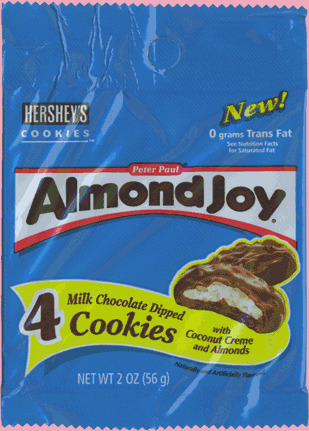 HERSHEY'S
COOKIES
New!
0 grams Trans Fat
See Nutrition Facts
for Saturated Fat
Peter Paul
Almond Joy
4 Milk Chocolate Dipped
Cookies
with
Coconut Creme
and Almonds
Naturally and Artificially Flavored
NET WT 2 OZ (56 g)